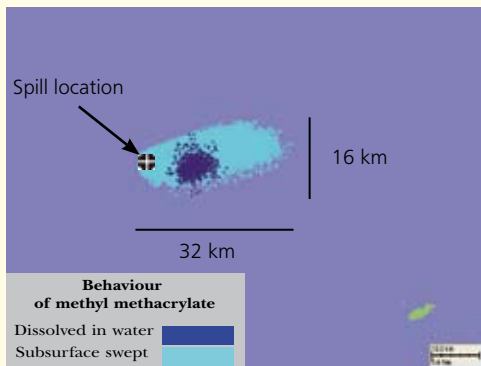 Spill location
16 km
32 km
Behaviour
of methyl methacrylate
Dissolved in water
Subsurface swept